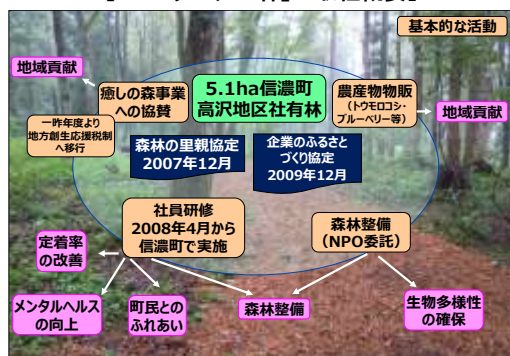 基本的な活動
地域貢献
癒しの森事業
への協賛
5.1ha信濃町
高沢地区社有林
農産物物販
（トウモロコシ・
ブルーベリー等）
地域貢献
一昨年度より
地方創生応援税制
へ移行
森林の里親協定
2007年12月
企業のふるさと
づくり協定
2009年12月
社員研修
2008年4月から
信濃町で実施
森林整備
（NPO委託）
定着率
の改善
メンタルヘルス
の向上
町民との
ふれあい
森林整備
生物多様性
の確保